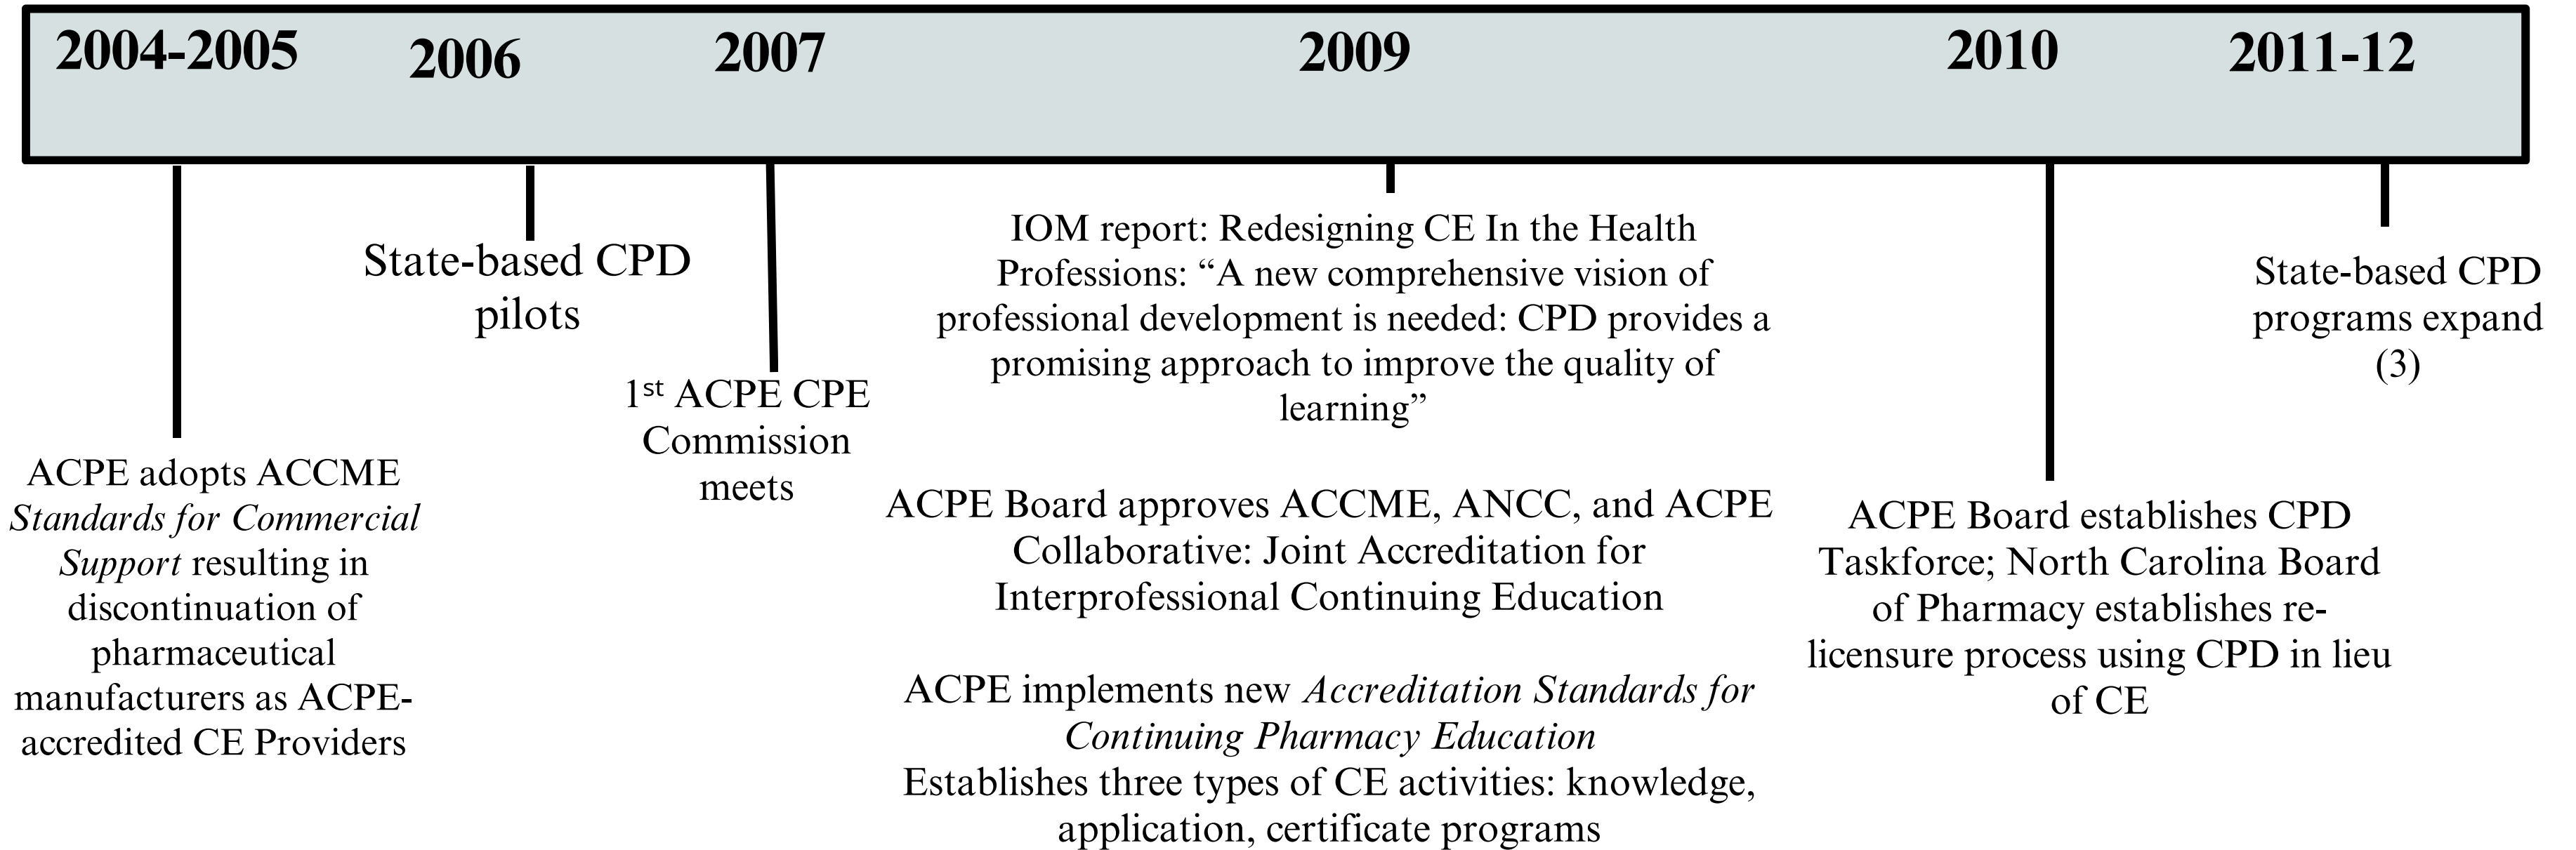 2004-2005
2006
2007
2009
2010
2011-12
ACPE adopts ACCME
Standards for Commercial
Support resulting in
discontinuation of
pharmaceutical
manufacturers as ACPE-
accredited CE Providers
State-based CPD
pilots
1st ACPE CPE
Commission
meets
IOM report: Redesigning CE In the Health
Professions: “A new comprehensive vision of
professional development is needed: CPD provides a
promising approach to improve the quality of
learning”
ACPE Board approves ACCME, ANCC, and ACPE
Collaborative: Joint Accreditation for
Interprofessional Continuing Education
ACPE implements new Accreditation Standards for
Continuing Pharmacy Education
Establishes three types of CE activities: knowledge,
application, certificate programs
ACPE Board establishes CPD
Taskforce; North Carolina Board
of Pharmacy establishes re-
licensure process using CPD in lieu
of CE
State-based CPD
programs expand
(3)